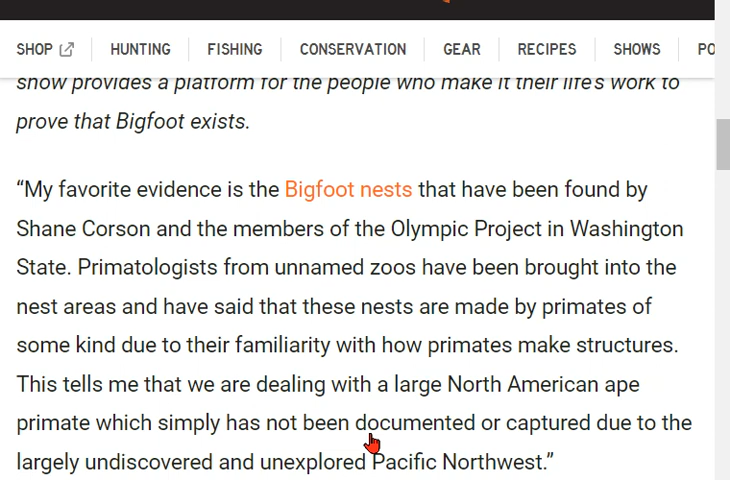 SHOP HUNTING FISHING CONSERVATION GEAR RECIPES SHOWS PO
show provides a platform for the people who make it their life's work to
prove that Bigfoot exists.
“My favorite evidence is the Bigfoot nests that have been found by
Shane Corson and the members of the Olympic Project in Washington
State. Primatologists from unnamed zoos have been brought into the
nest areas and have said that these nests are made by primates of
some kind due to their familiarity with how primates make structures.
This tells me that we are dealing with a large North American ape
primate which simply has not been documented or captured due to the
largely undiscovered and unexplored Pacific Northwest.”